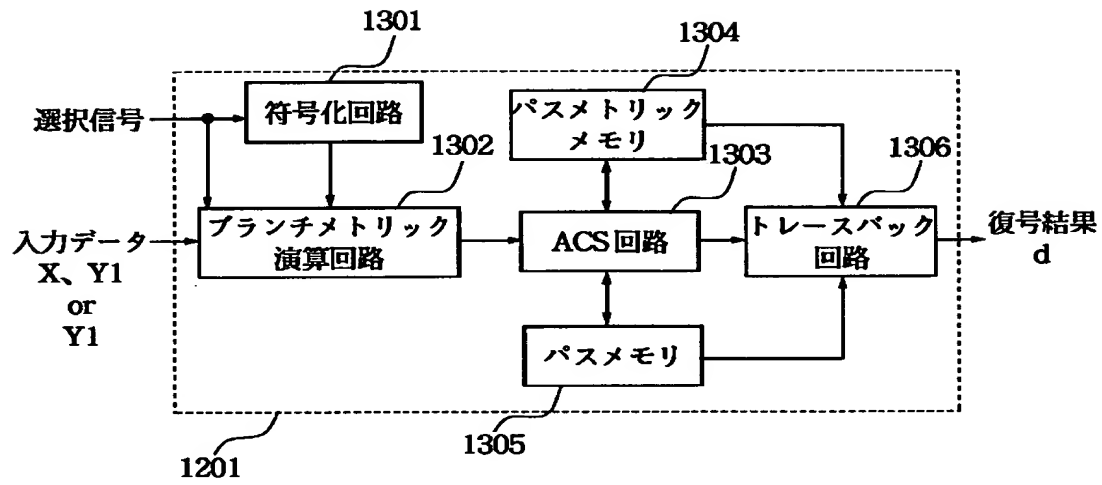 1301
1304
選択信号
符号化回路
パスメトリック
メモリ
1302
1303
1306
入力データ
X、Y1
or
Y1
ブランチメトリック
演算回路
ACS回路
トレースバック
回路
復号結果
d
パスメモリ
1305
1201